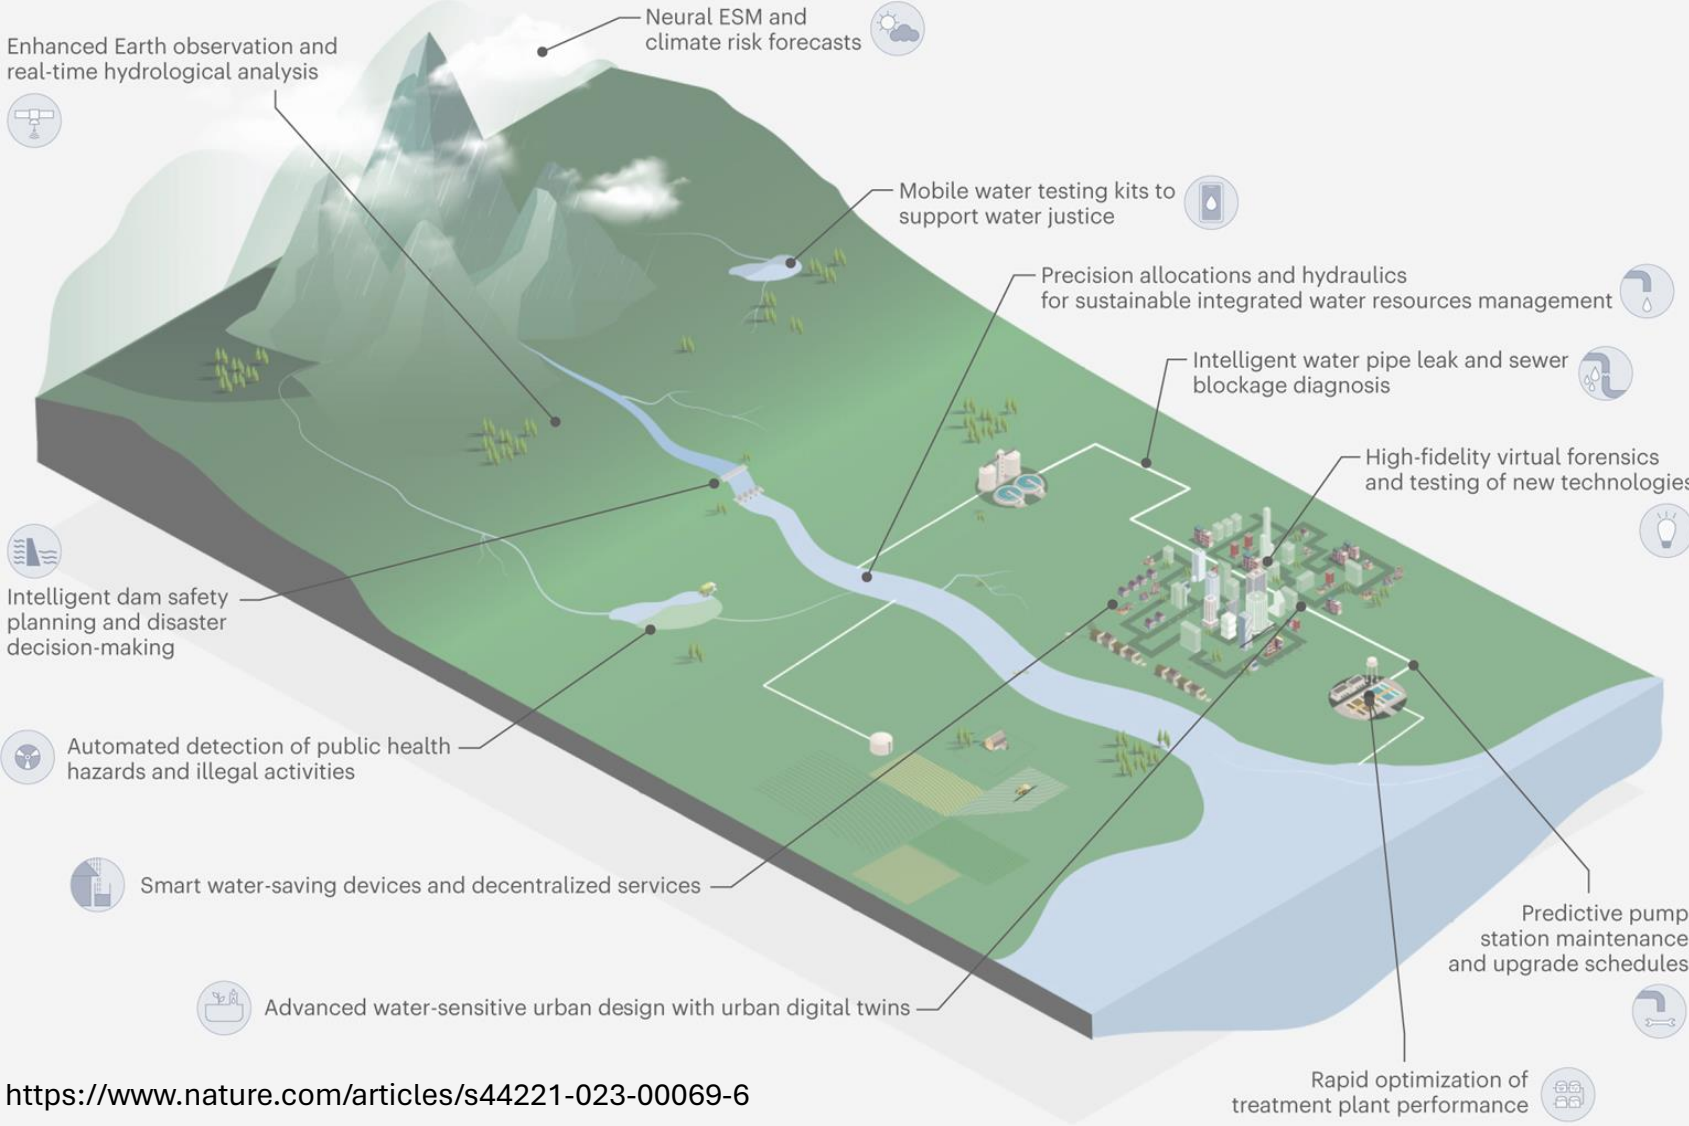 Neural ESM and
climate risk forecasts
Enhanced Earth observation and
real-time hydrological analysis
Mobile water testing kits to
support water justice
Precision allocations and hydraulics
for sustainable integrated water resources management
Intelligent water pipe leak and sewer
blockage diagnosis
High-fidelity virtual forensics
and testing of new technologies
Intelligent dam safety
planning and disaster
decision-making
Automated detection of public health
hazards and illegal activities
Smart water-saving devices and decentralized services
Predictive pump
station maintenance
and upgrade schedules
Advanced water-sensitive urban design with urban digital twins
Rapid optimization of
treatment plant performance
https://www.nature.com/articles/s44221-023-00069-6